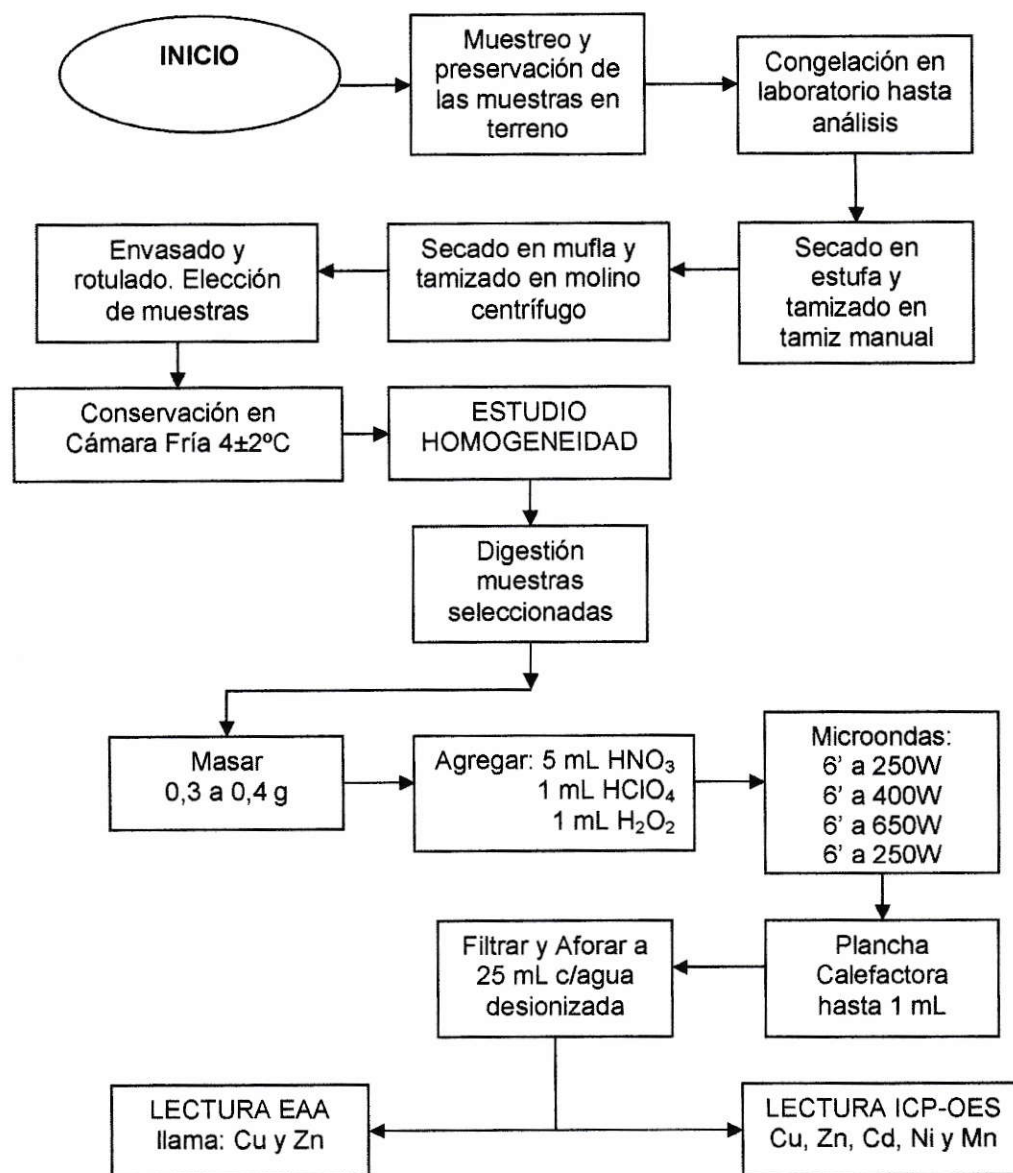 INICIO
Muestreo y
preservación de
las muestras en
terreno
Congelación en
laboratorio hasta
análisis
Secado en
estufa y
tamizado en
tamiz manual
Secado en mufla y
tamizado en molino
centrífugo
Envasado y
rotulado. Elección
de muestras
Conservación en
Cámara Fría 4±2ºC
ESTUDIO
HOMOGENEIDAD
Digestión
muestras
seleccionadas
Masar
0,3 a 0,4 g
Agregar: 5 mL HNO₃
1 mL HClO₄
1 mL H₂O₂
Microondas:
6’ a 250W
6’ a 400W
6’ a 650W
6’ a 250W
Plancha
Calefactora
hasta 1 mL
Filtrar y Aforar a
25 mL c/agua
desionizada
LECTURA EAA
llama: Cu y Zn
LECTURA ICP-OES
Cu, Zn, Cd, Ni y Mn